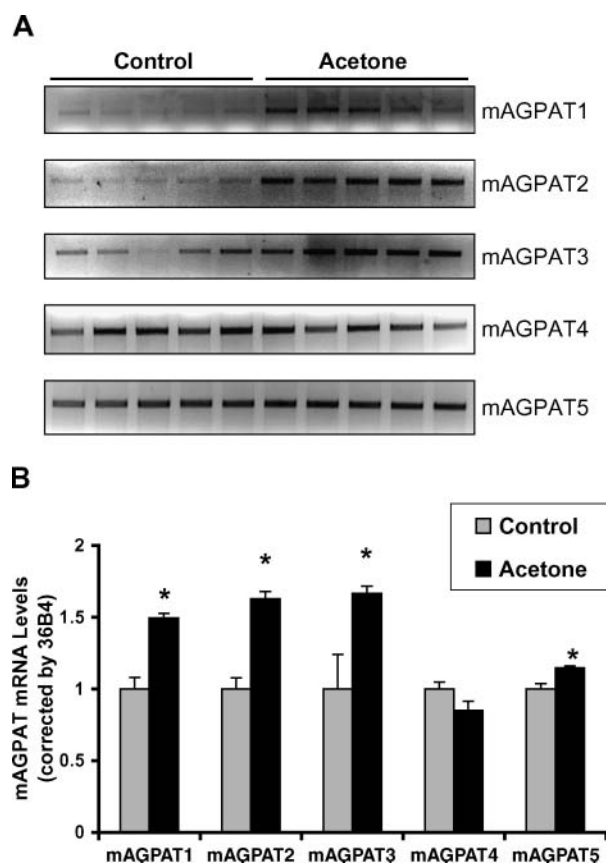 A
Control Acetone
mAGPAT1
mAGPAT2
mAGPAT3
mAGPAT4
mAGPAT5
B
Control
Acetone
mAGPAT mRNA Levels
(corrected by 36B4)
2
1.5
1
0.5
0
* * * *
mAGPAT1 mAGPAT2 mAGPAT3 mAGPAT4 mAGPAT5